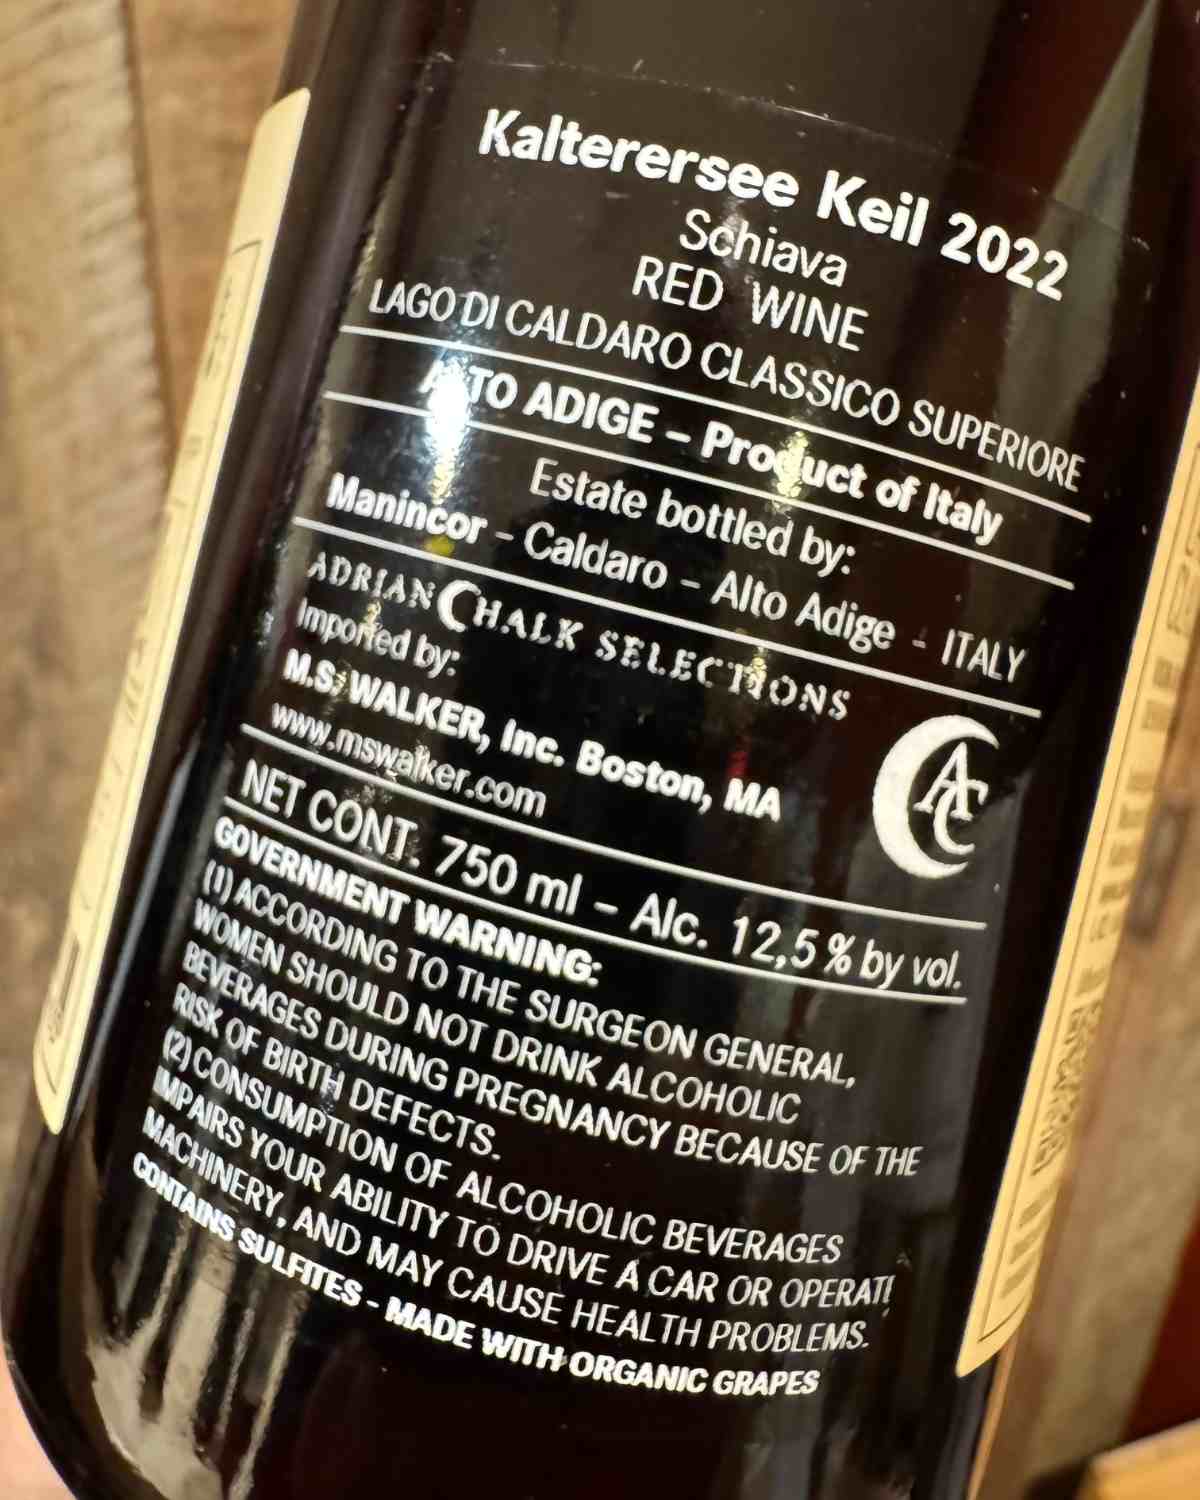 Kalterersee Keil 2022
Schiava
RED WINE
LAGO DI CALDARO CLASSICO SUPERIORE
ALTO ADIGE – Product of Italy
Estate bottled by:
Manincor – Caldaro – Alto Adige - ITALY
ADRIAN CHALK SELECTIONS
Imported by:
M.S. WALKER, Inc. Boston, MA
www.mswalker.com
ACC
NET CONT. 750 ml – Alc. 12,5 % by vol.
GOVERNMENT WARNING:
(1) ACCORDING TO THE SURGEON GENERAL,
WOMEN SHOULD NOT DRINK ALCOHOLIC
BEVERAGES DURING PREGNANCY BECAUSE OF THE
RISK OF BIRTH DEFECTS.
(2) CONSUMPTION OF ALCOHOLIC BEVERAGES
IMPAIRS YOUR ABILITY TO DRIVE A CAR OR OPERATE
MACHINERY, AND MAY CAUSE HEALTH PROBLEMS.
CONTAINS SULFITES - MADE WITH ORGANIC GRAPES